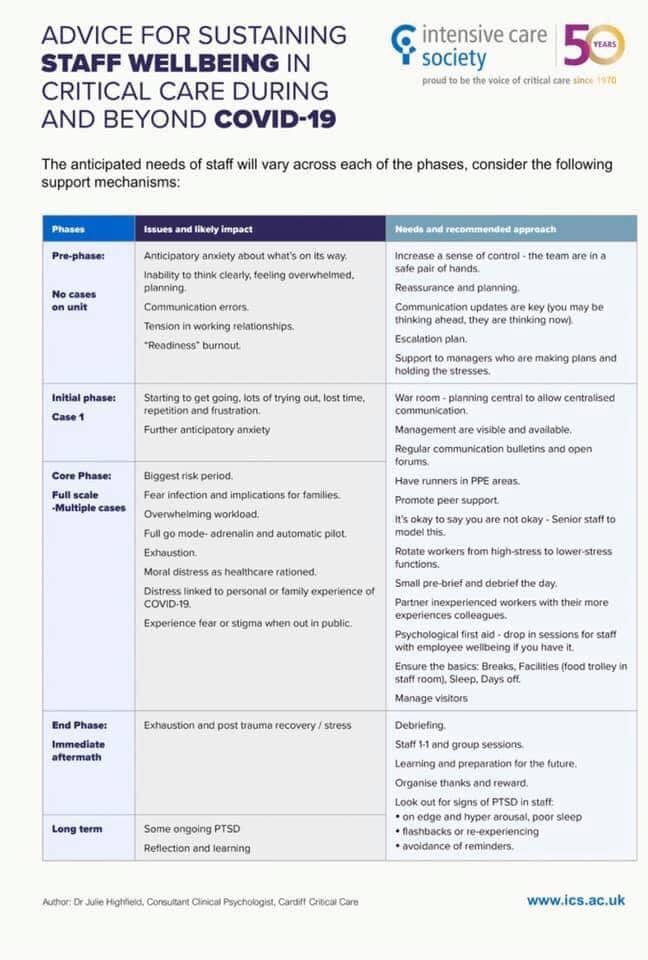 ADVICE FOR SUSTAINING
STAFF WELLBEING IN
CRITICAL CARE DURING
AND BEYOND COVID-19
intensive care
society
50
YEARS
proud to be the voice of critical care since 1970
The anticipated needs of staff will vary across each of the phases, consider the following
support mechanisms:
Phases
Issues and likely impact
Needs and recommended approach
Pre-phase:
No cases
on unit
Anticipatory anxiety about what's on its way.
Inability to think clearly, feeling overwhelmed,
planning.
Communication errors.
Tension in working relationships.
"Readiness" burnout.
Increase a sense of control - the team are in a
safe pair of hands.
Reassurance and planning.
Communication updates are key (you may be
thinking ahead, they are thinking now).
Escalation plan.
Support to managers who are making plans and
holding the stresses.
Initial phase:
Case 1
Starting to get going, lots of trying out, lost time,
repetition and frustration.
Further anticipatory anxiety
War room - planning central to allow centralised
communication.
Management are visible and available.
Regular communication bulletins and open
forums.
Have runners in PPE areas.
Promote peer support.
It's okay to say you are not okay - Senior staff to
model this.
Rotate workers from high-stress to lower-stress
functions.
Small pre-brief and debrief the day.
Partner inexperienced workers with their more
experiences colleagues.
Psychological first aid - drop in sessions for staff
with employee wellbeing if you have it.
Ensure the basics: Breaks, Facilities (food trolley in
staff room), Sleep, Days off.
Manage visitors
Core Phase:
Full scale
-Multiple cases
Biggest risk period.
Fear infection and implications for families.
Overwhelming workload.
Full go mode- adrenalin and automatic pilot.
Exhaustion.
Moral distress as healthcare rationed.
Distress linked to personal or family experience of
COVID-19.
Experience fear or stigma when out in public.
End Phase:
Immediate
aftermath
Exhaustion and post trauma recovery / stress
Debriefing.
Staff 1-1 and group sessions.
Learning and preparation for the future.
Organise thanks and reward.
Look out for signs of PTSD in staff:
• on edge and hyper arousal, poor sleep
• flashbacks or re-experiencing
• avoidance of reminders.
Long term
Some ongoing PTSD
Reflection and learning
Author: Dr Julie Highfield, Consultant Clinical Psychologist, Cardiff Critical Care
www.ics.ac.uk